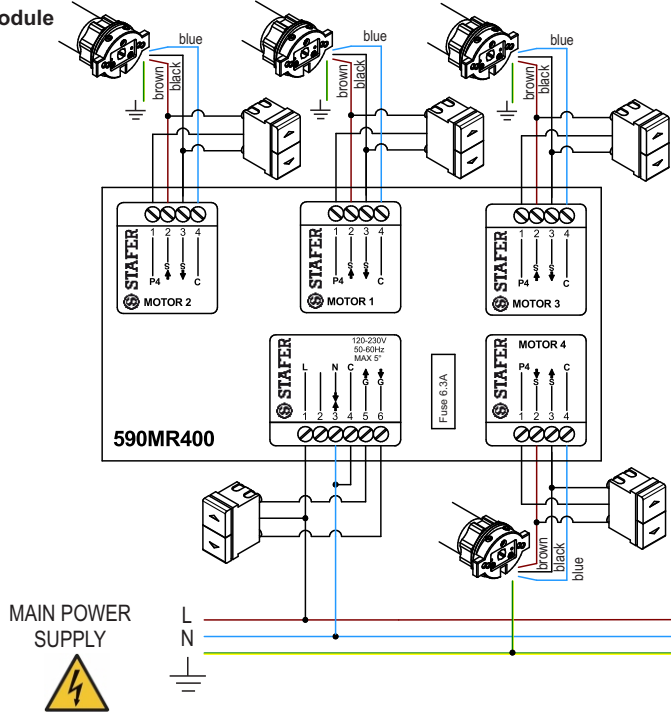 odule
blue
blue
blue
brown
black
brown
black
brown
black
1 2 3 4
STAFER
S S
P4 C
MOTOR 2
1 2 3 4
STAFER
S S
P4 C
MOTOR 1
1 2 3 4
STAFER
S S
P4 C
MOTOR 3
STAFER
120-230V
50-60Hz
MAX 5"
L N C
G G
1 2 3 4 5 6
Fuse 6.3A
MOTOR 4
STAFER
P4 C
S S
1 2 3 4
590MR400
brown
black
blue
MAIN POWER
SUPPLY
L
N